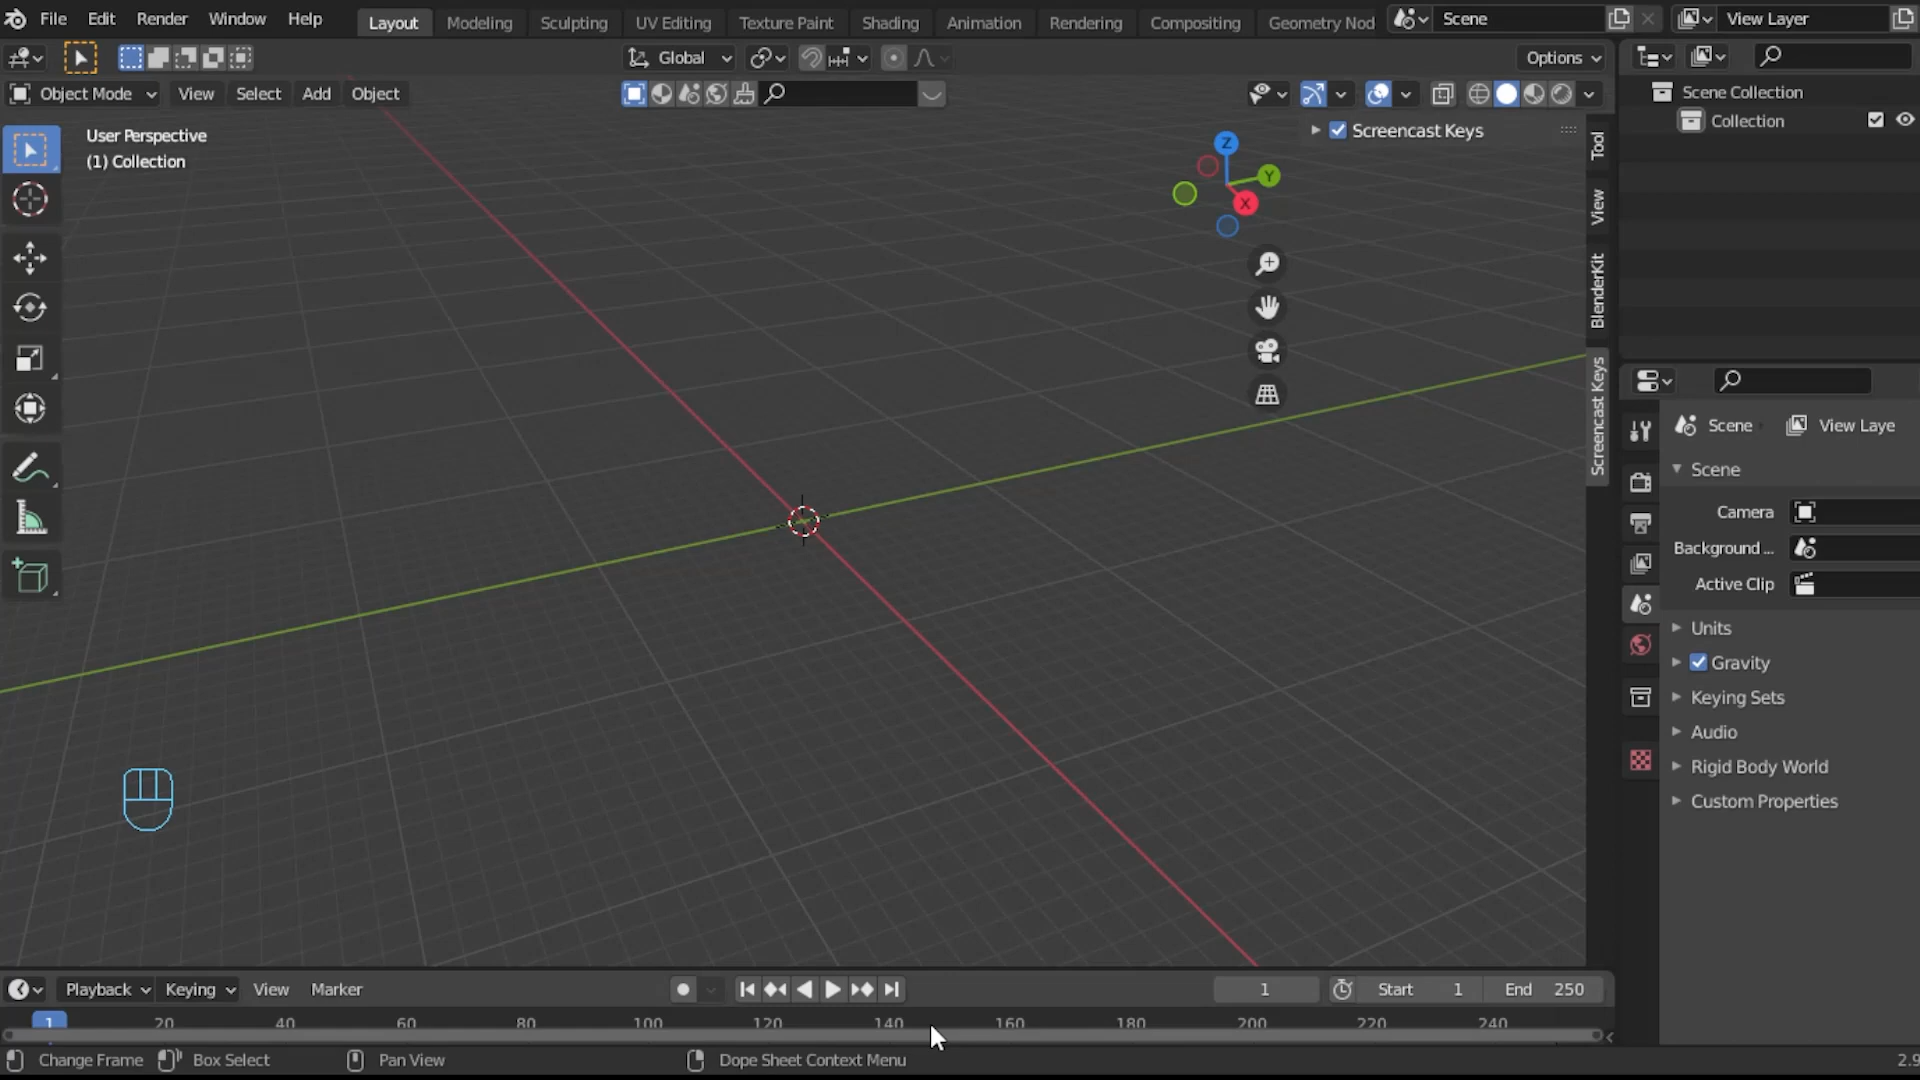 File Edit Render Window Help Layout Modeling Sculpting UV Editing Texture Paint Shading Animation Rendering Compositing Geometry Nod Scene View Layer
Global Options
Object Mode View Select Add Object
User Perspective
(1) Collection
Screencast Keys
Z
Y
X
Tool
View
BlenderKit
Screencast Keys
Scene Collection
Collection
Scene View Laye
Scene
Camera
Background ...
Active Clip
Units
Gravity
Keying Sets
Audio
Rigid Body World
Custom Properties
Playback Keying View Marker 1 Start 1 End 250
1 20 40 60 80 100 120 140 160 180 200 220 240
Change Frame Box Select Pan View Dope Sheet Context Menu 2.9